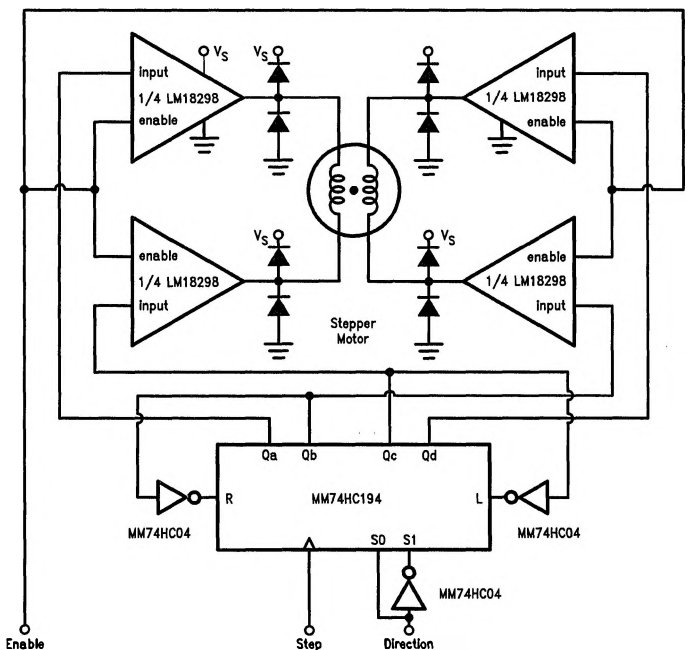 V_S
V_S
input
1/4 LM18298
enable
input
1/4 LM18298
enable
V_S
V_S
enable
1/4 LM18298
input
enable
1/4 LM18298
input
Stepper
Motor
Qa
Qb
Qc
Qd
R
MM74HC194
L
MM74HC04
MM74HC04
S0
S1
MM74HC04
Enable
Step
Direction